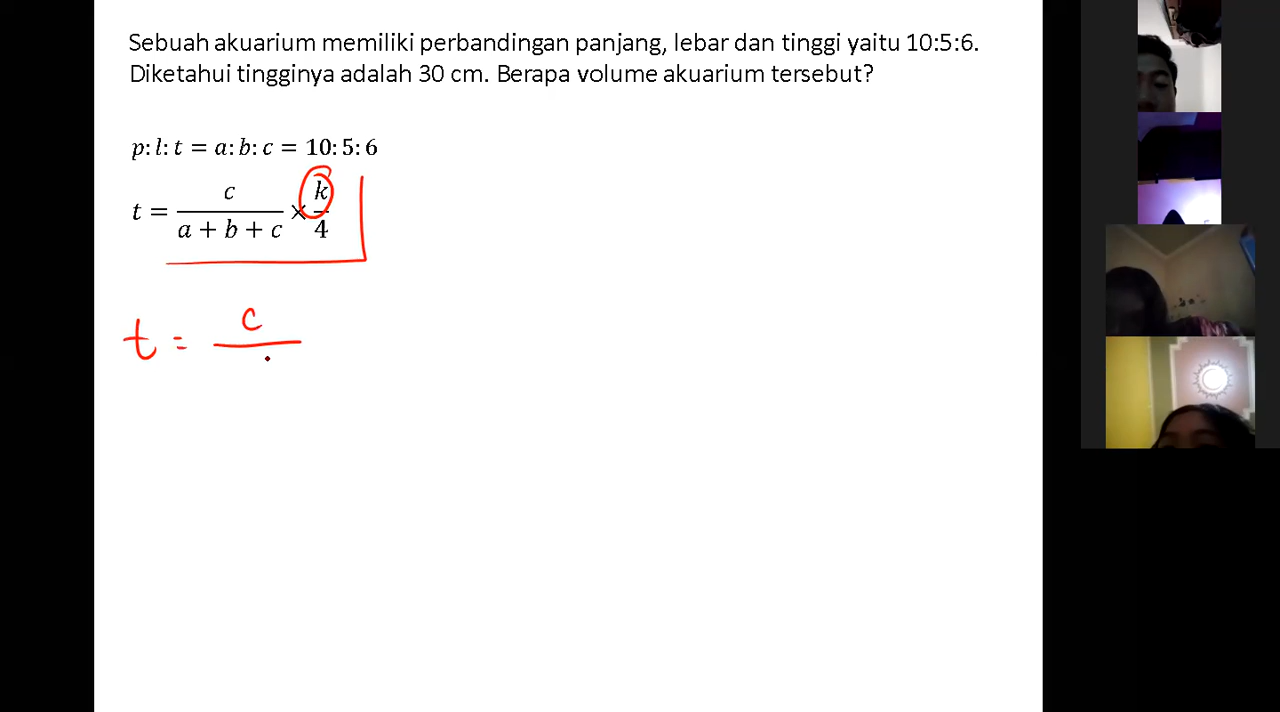 Sebuah akuarium memiliki perbandingan panjang, lebar dan tinggi yaitu 10:5:6.
Diketahui tingginya adalah 30 cm. Berapa volume akuarium tersebut?
p: l: t = a: b: c = 10: 5: 6
t = c / (a + b + c) × k / 4
t = c